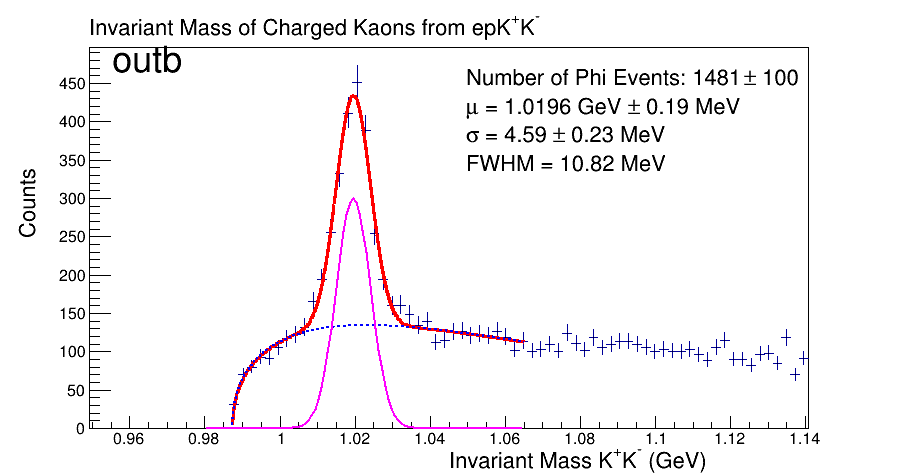 Invariant Mass of Charged Kaons from epK⁺K⁻
outb
Number of Phi Events: 1481 ± 100
μ = 1.0196 GeV ± 0.19 MeV
σ = 4.59 ± 0.23 MeV
FWHM = 10.82 MeV
Counts
450
400
350
300
250
200
150
100
50
0
0.96 0.98 1 1.02 1.04 1.06 1.08 1.1 1.12 1.14
Invariant Mass K⁺K⁻ (GeV)